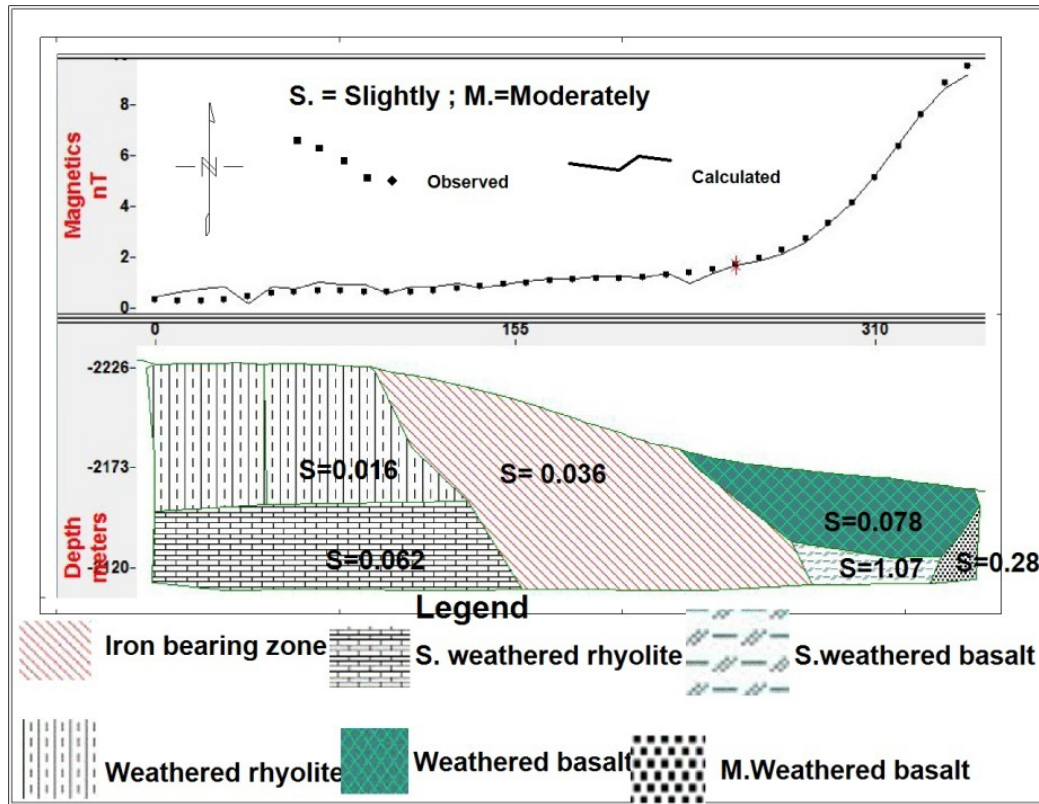 S. = Slightly ; M.=Moderately
Magnetics
nT
8-
6-
4-
2-
0-
Observed
Calculated
N
0 155 310
Depth
meters
-2226-
-2173-
-2120-
S=0.016
S= 0.036
S=0.078
S=0.062
S=1.07
S=0.28
Legend
Iron bearing zone
S. weathered rhyolite
S.weathered basalt
Weathered rhyolite
Weathered basalt
M.Weathered basalt